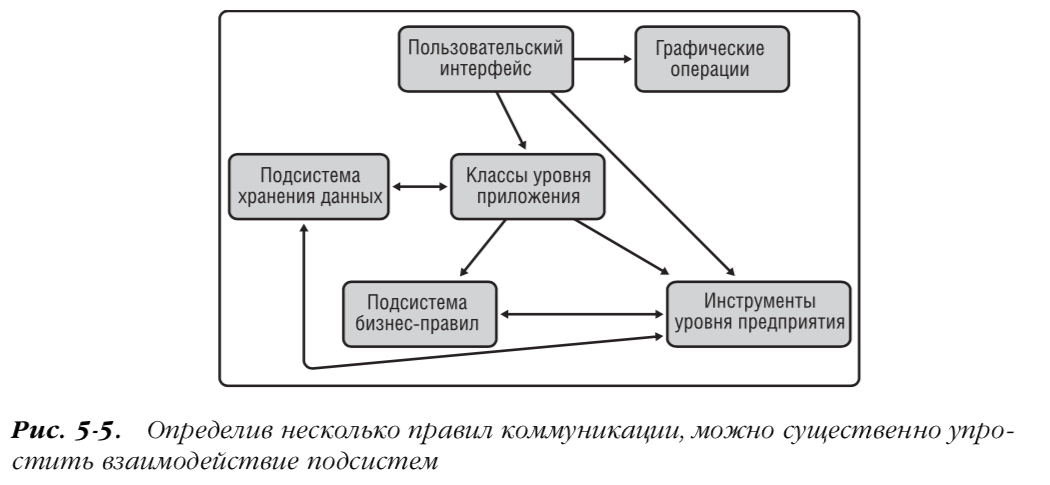 Пользовательский
интерфейс
Графические
операции
Подсистема
хранения данных
Классы уровня
приложения
Подсистема
бизнес-правил
Инструменты
уровня предприятия
Рис. 5-5. Определив несколько правил коммуникации, можно существенно упро-
стить взаимодействие подсистем